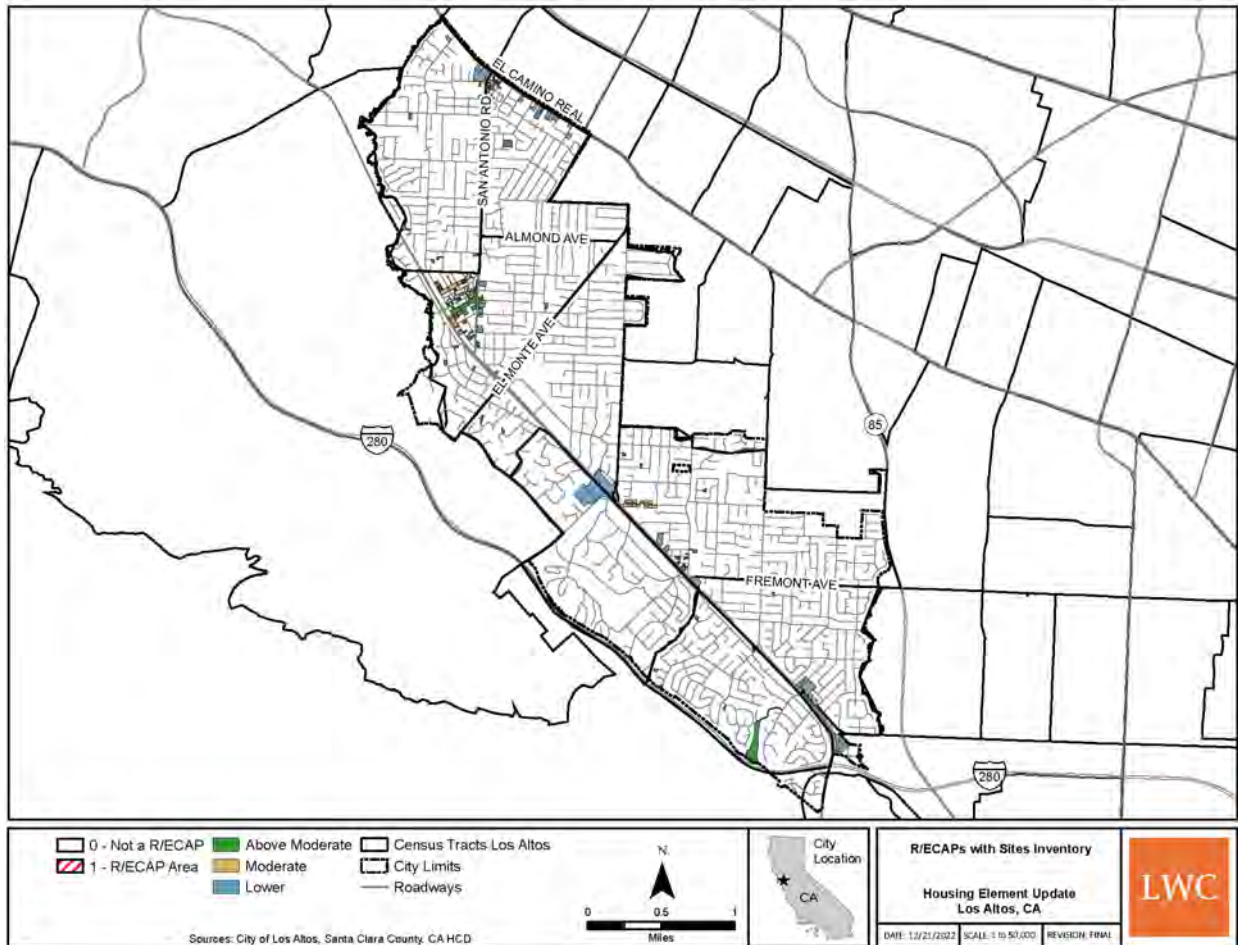 EL CAMINO REAL
SAN ANTONIO RD
ALMOND AVE
EL MONTE AVE
280
85
FREMONT AVE
280
0 - Not a R/ECAP
1 - R/ECAP Area
Above Moderate
Moderate
Lower
Census Tracts Los Altos
City Limits
Roadways
Sources: City of Los Altos, Santa Clara County, CA HCD
N
0 0.5 1
Miles
City
Location
CA
R/ECAPs with Sites Inventory
Housing Element Update
Los Altos, CA
DATE: 12/21/2022 SCALE: 1 to 50,000 REVISION: FINAL
LWC